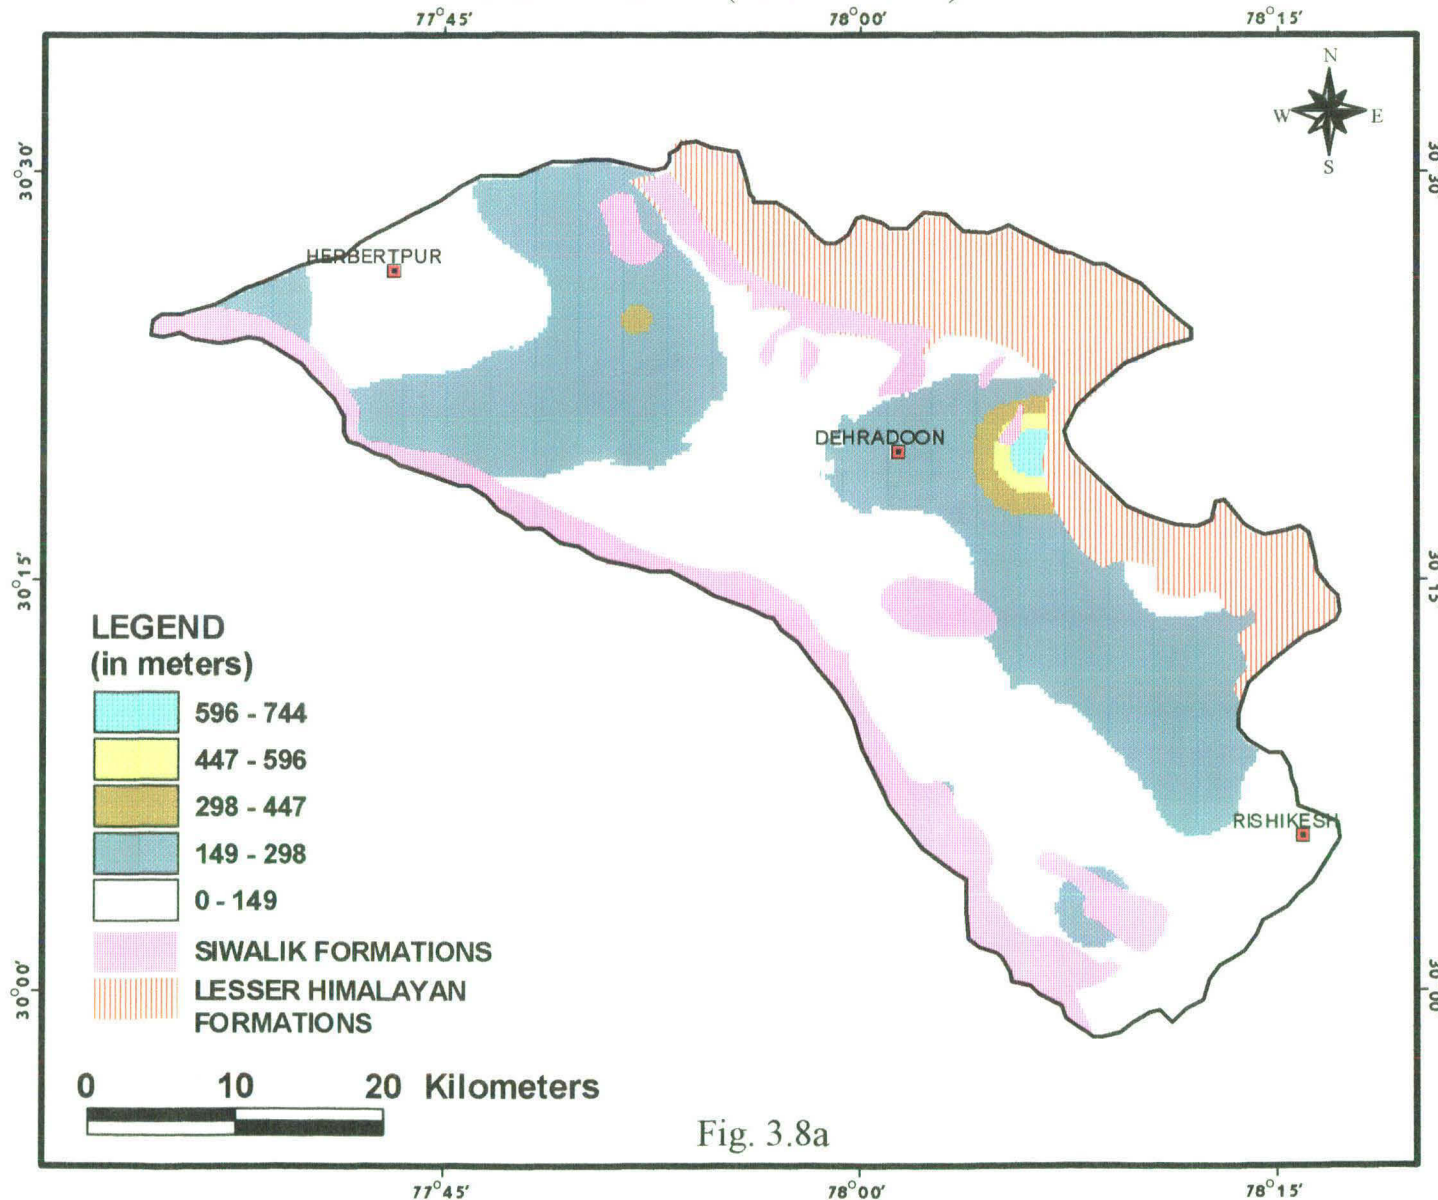 77°45′ 78°00′ 78°15′
N
W E
S
30°30′
HERBERTPUR
DEHRADOON
30°15′
LEGEND
(in meters)
596 - 744
447 - 596
298 - 447
149 - 298
0 - 149
SIWALIK FORMATIONS
LESSER HIMALAYAN
FORMATIONS
RISHIKESH
30°00′
0 10 20 Kilometers
Fig. 3.8a
77°45′ 78°00′ 78°15′